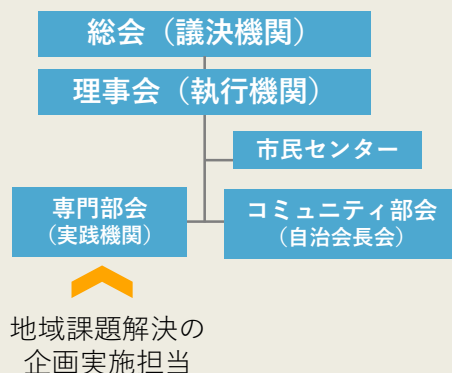 総会（議決機関）
理事会（執行機関）
市民センター
専門部会
（実践機関）
コミュニティ部会
（自治会長会）
地域課題解決の
企画実施担当